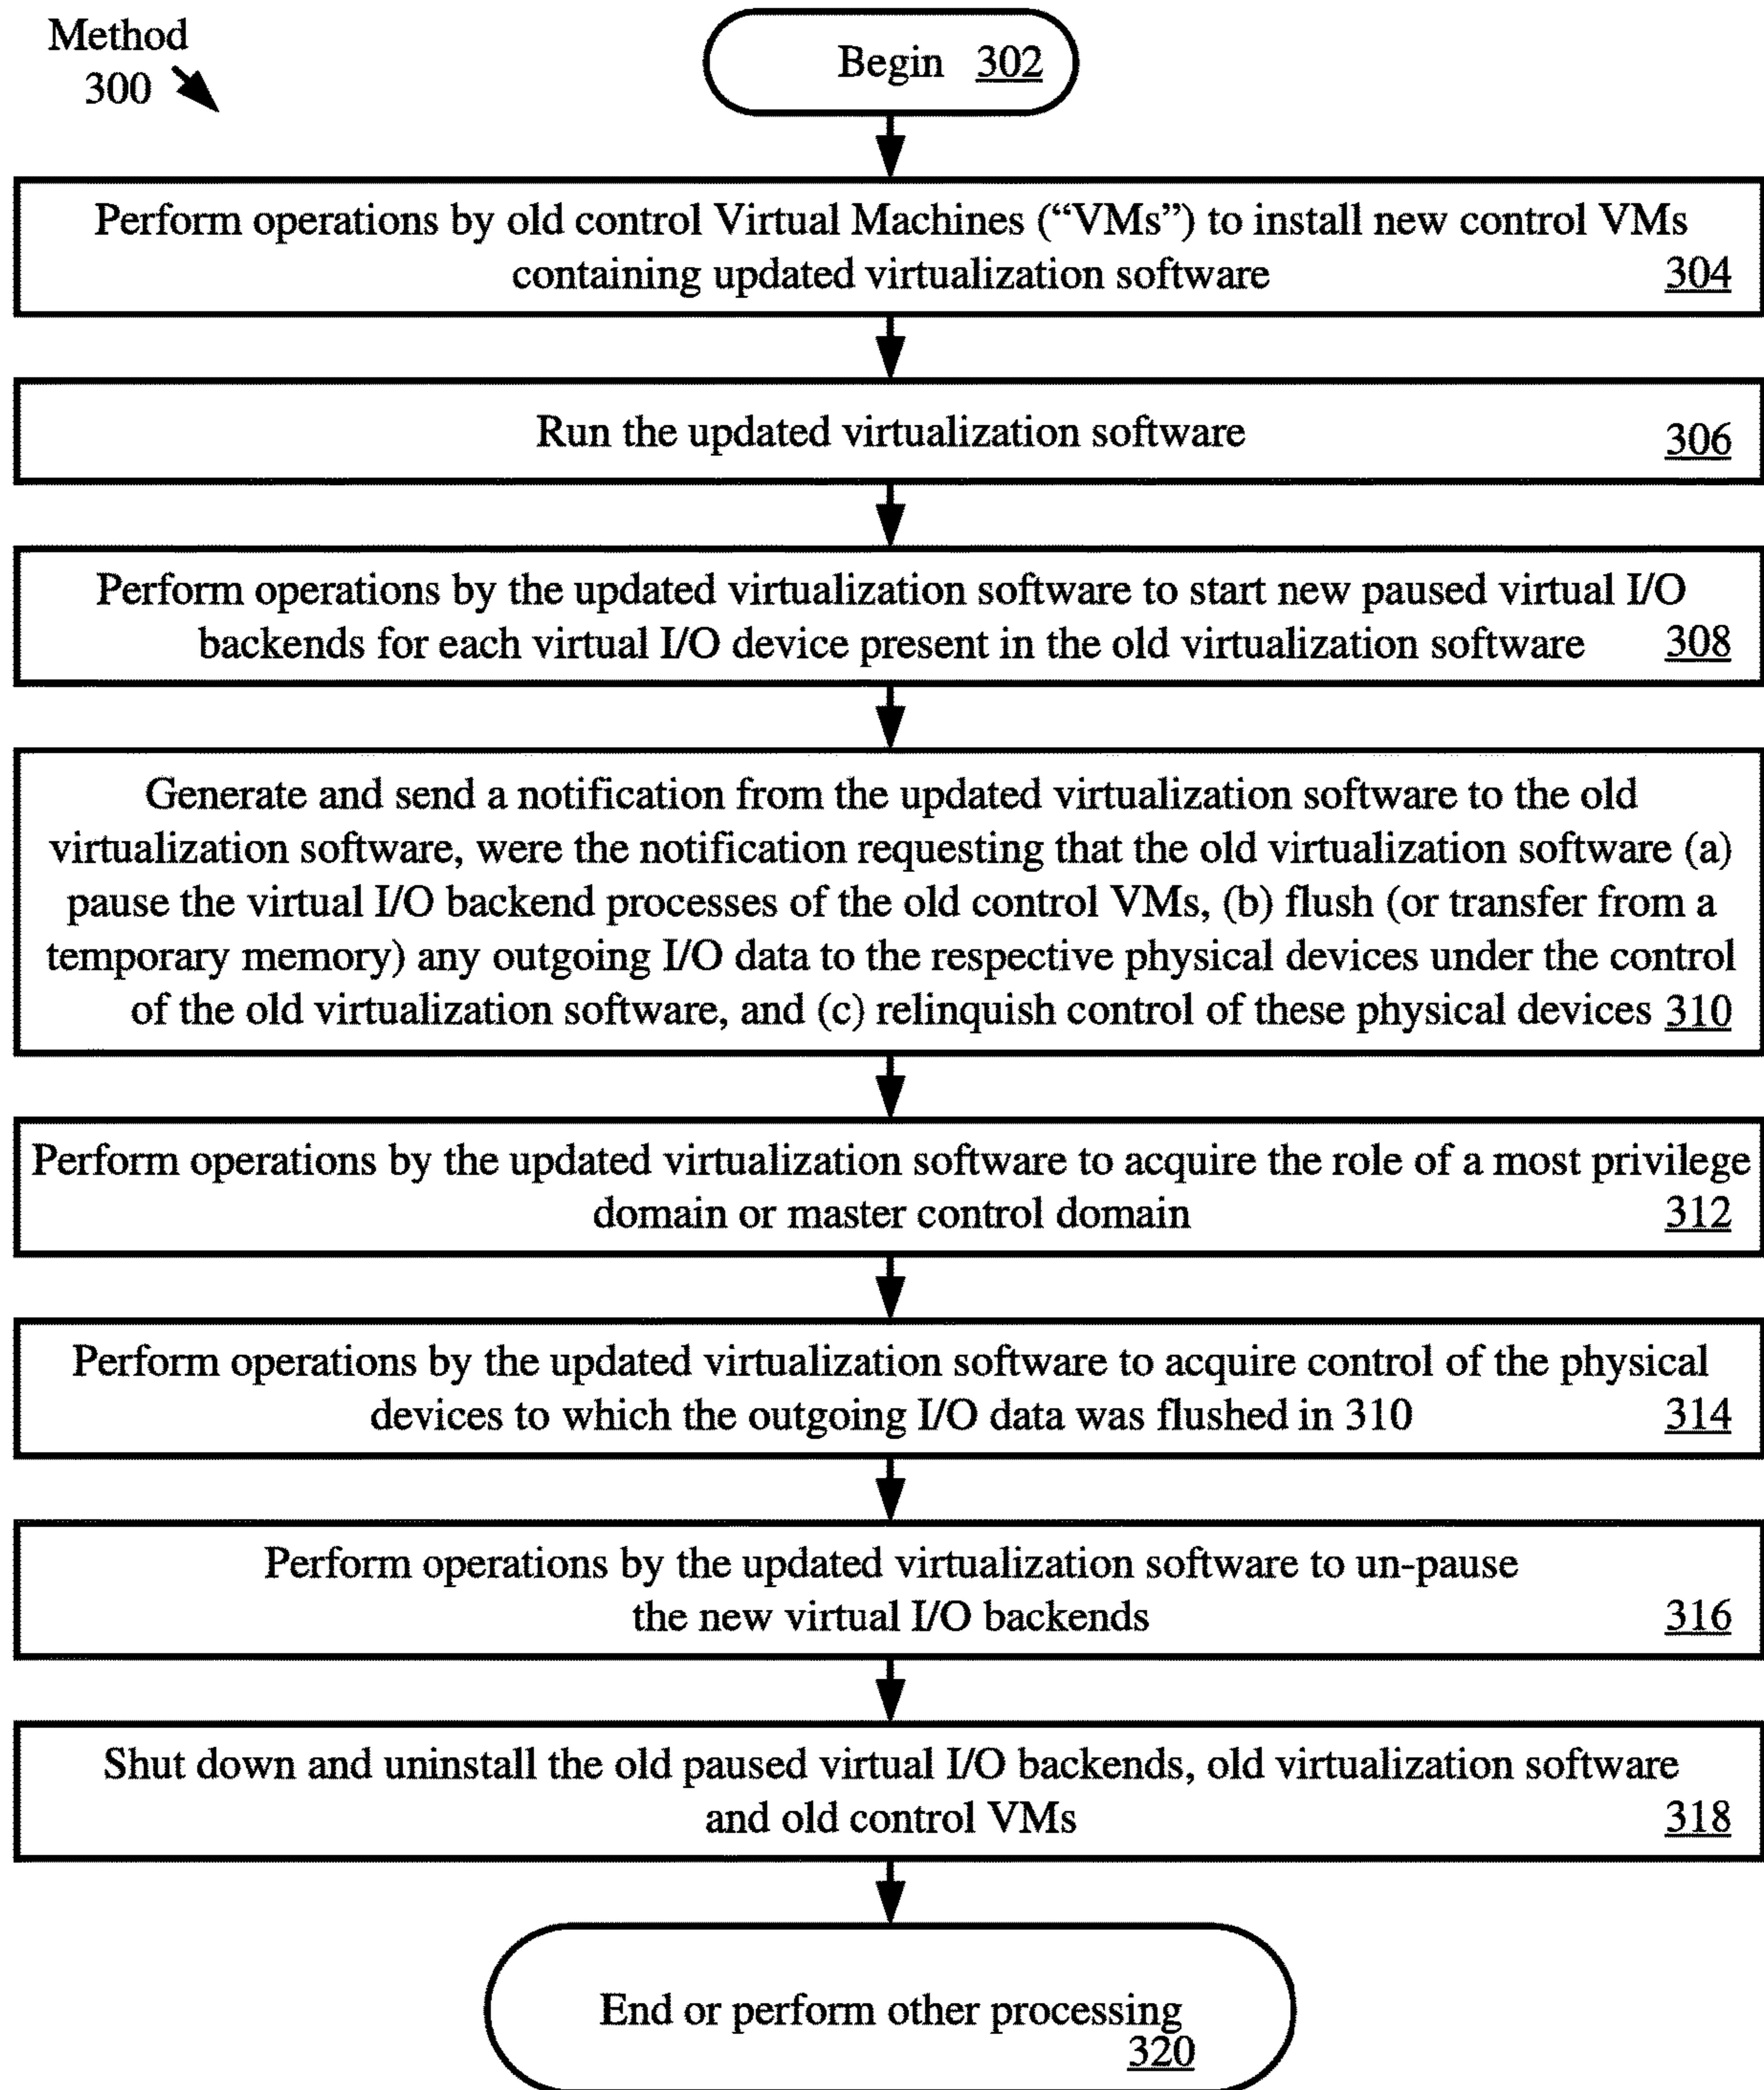 Method
300
Begin 302
Perform operations by old control Virtual Machines (“VMs”) to install new control VMs
containing updated virtualization software 304
Run the updated virtualization software 306
Perform operations by the updated virtualization software to start new paused virtual I/O
backends for each virtual I/O device present in the old virtualization software 308
Generate and send a notification from the updated virtualization software to the old
virtualization software, were the notification requesting that the old virtualization software (a)
pause the virtual I/O backend processes of the old control VMs, (b) flush (or transfer from a
temporary memory) any outgoing I/O data to the respective physical devices under the control
of the old virtualization software, and (c) relinquish control of these physical devices 310
Perform operations by the updated virtualization software to acquire the role of a most privilege
domain or master control domain 312
Perform operations by the updated virtualization software to acquire control of the physical
devices to which the outgoing I/O data was flushed in 310 314
Perform operations by the updated virtualization software to un-pause
the new virtual I/O backends 316
Shut down and uninstall the old paused virtual I/O backends, old virtualization software
and old control VMs 318
End or perform other processing
320